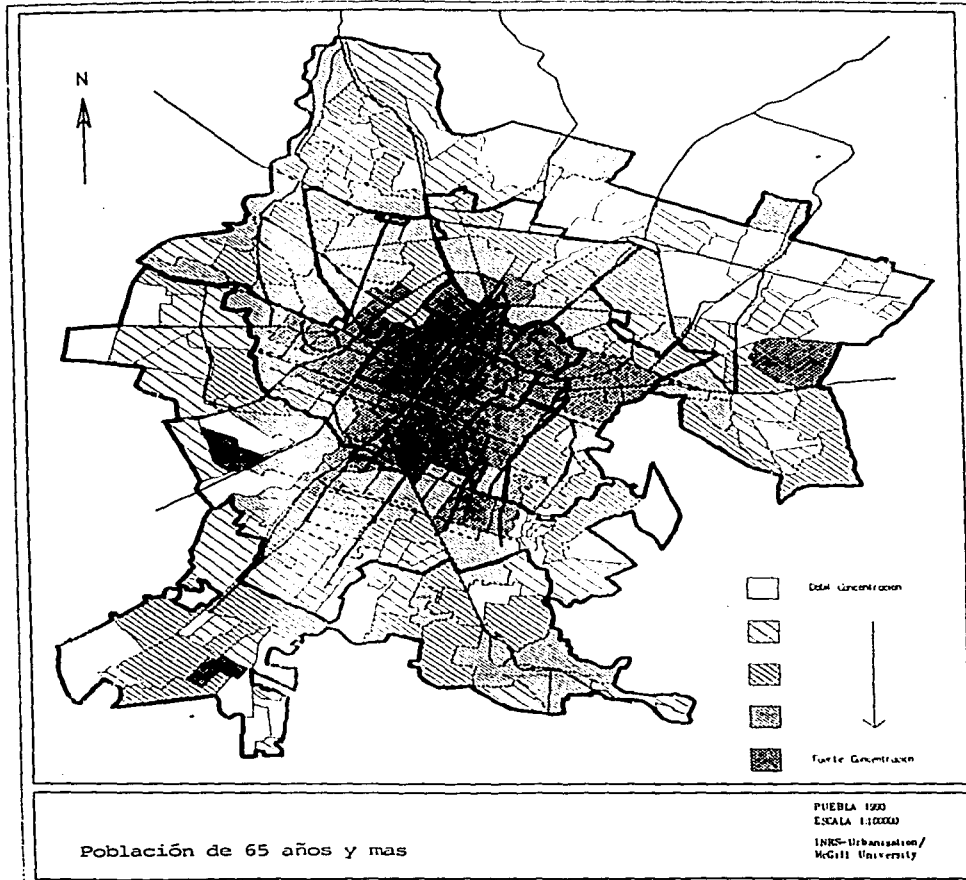 N
Debil Concentracion
Fuerte Concentracion
Población de 65 años y mas
PUEBLA 1990
ESCALA 1:100000
INRS-Urbanisation/
McGill University